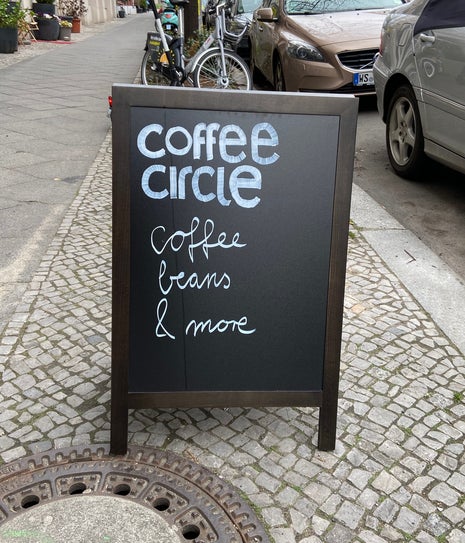 coffee
circle
coffee
beans
& more